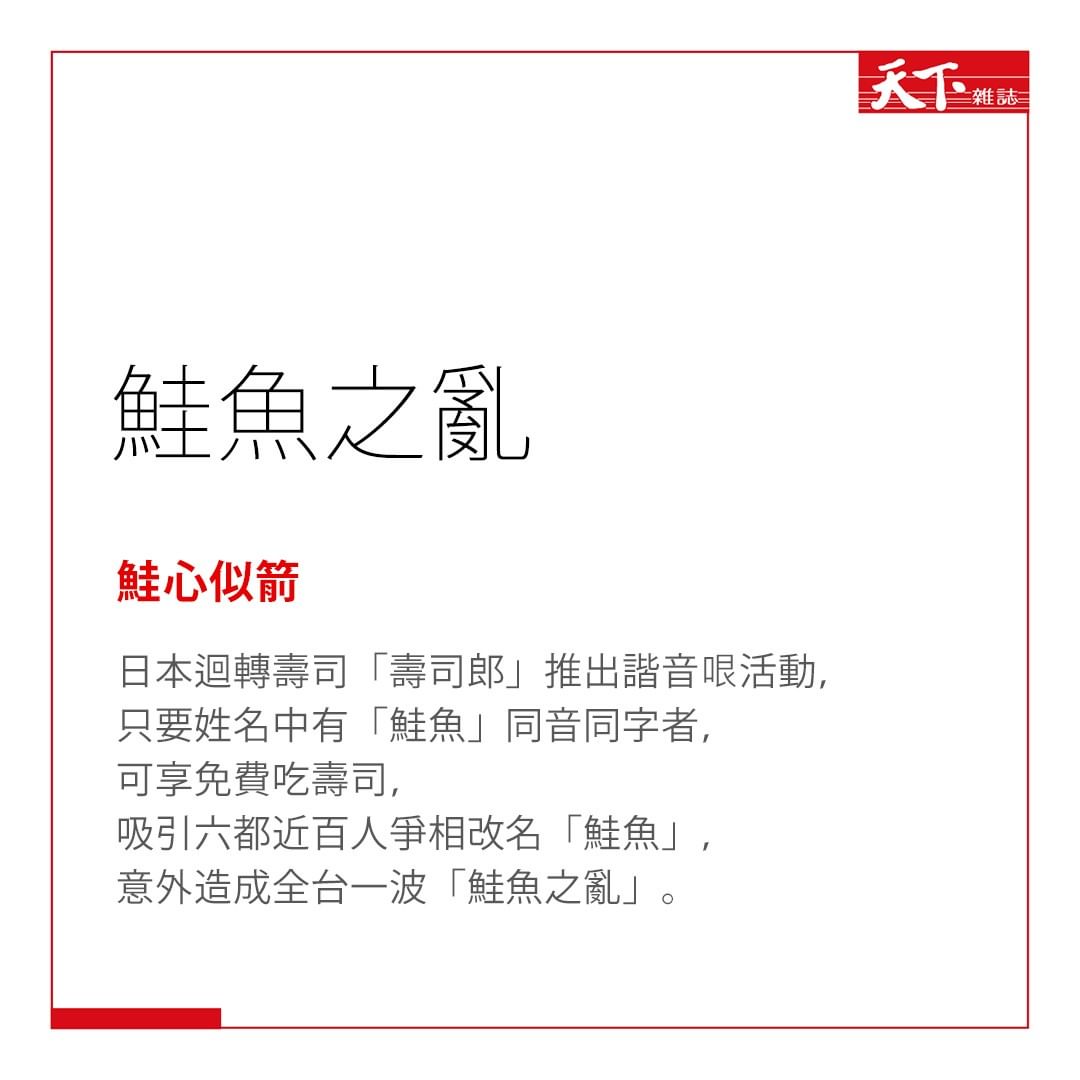 天下雜誌
鮭魚之亂
鮭心似箭
日本迴轉壽司「壽司郎」推出諧音哏活動,
只要姓名中有「鮭魚」同音同字者,
可享免費吃壽司,
吸引六都近百人爭相改名「鮭魚」,
意外造成全台一波「鮭魚之亂」。